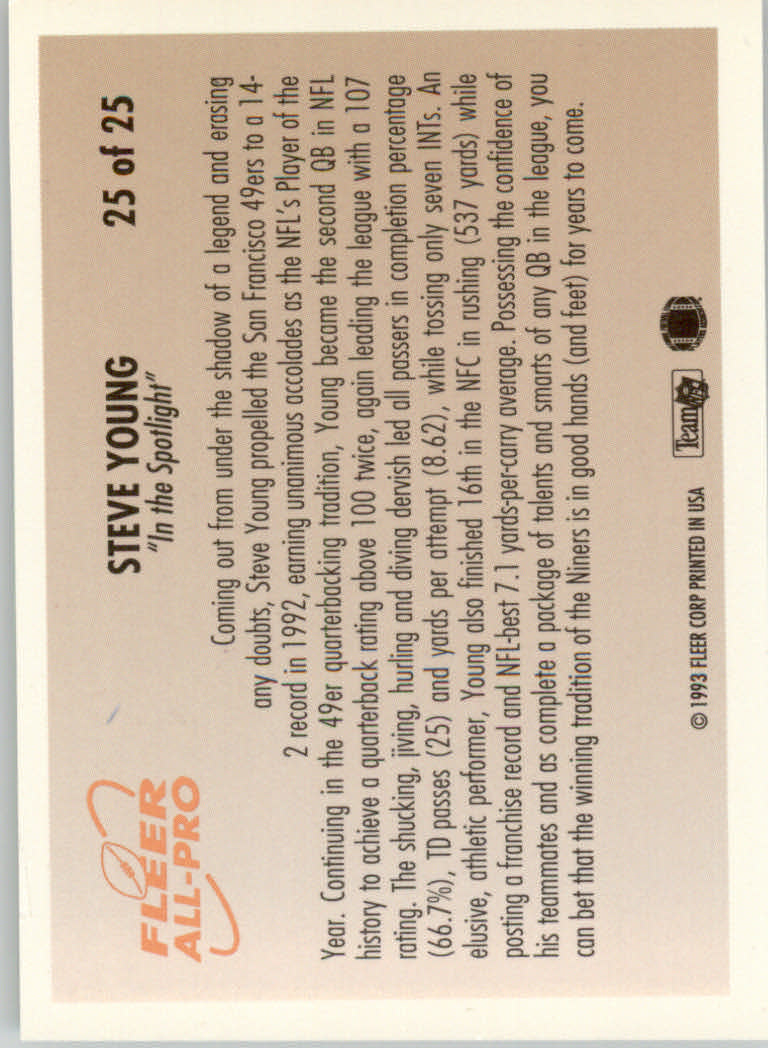 FLEER
ALL-PRO
STEVE YOUNG
"In the Spotlight"
25 of 25
Coming out from under the shadow of a legend and erasing
any doubts, Steve Young propelled the San Francisco 49ers to a 14-
2 record in 1992, earning unanimous accolades as the NFL's Player of the
Year. Continuing in the 49er quarterbacking tradition, Young became the second QB in NFL
history to achieve a quarterback rating above 100 twice, again leading the league with a 107
rating. The shucking, jiving, hurling and diving dervish led all passers in completion percentage
(66.7%), TD passes (25) and yards per attempt (8.62), while tossing only seven INTs. An
elusive, athletic performer, Young also finished 16th in the NFC in rushing (537 yards) while
posting a franchise record and NFL-best 7.1 yards-per-carry average. Possessing the confidence of
his teammates and as complete a package of talents and smarts of any QB in the league, you
can bet that the winning tradition of the Niners is in good hands (and feet) for years to come.
© 1993 FLEER CORP PRINTED IN USA
Team NFL